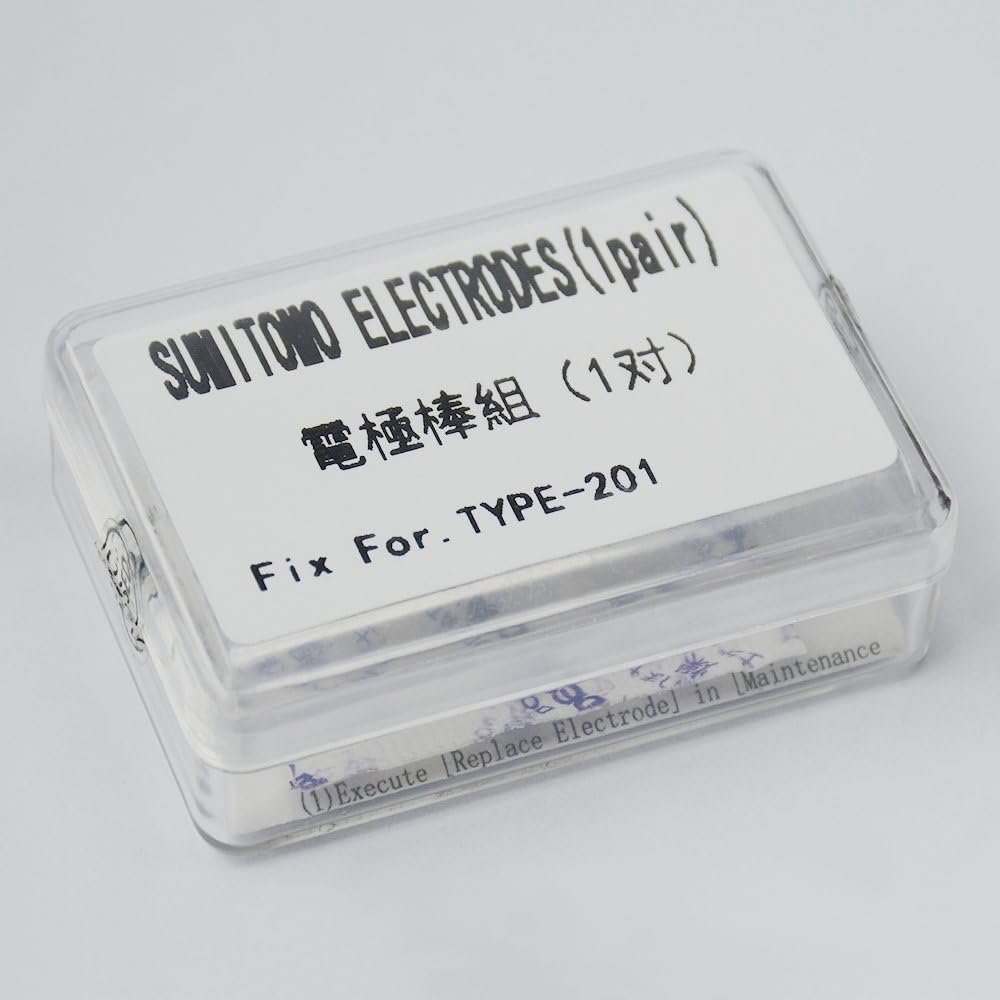 SUMITOMO ELECTRODES(1pair)
電極棒組（1对）
Fix For. TYPE-201
(1)Execute [Replace Electrode] in [Maintenance